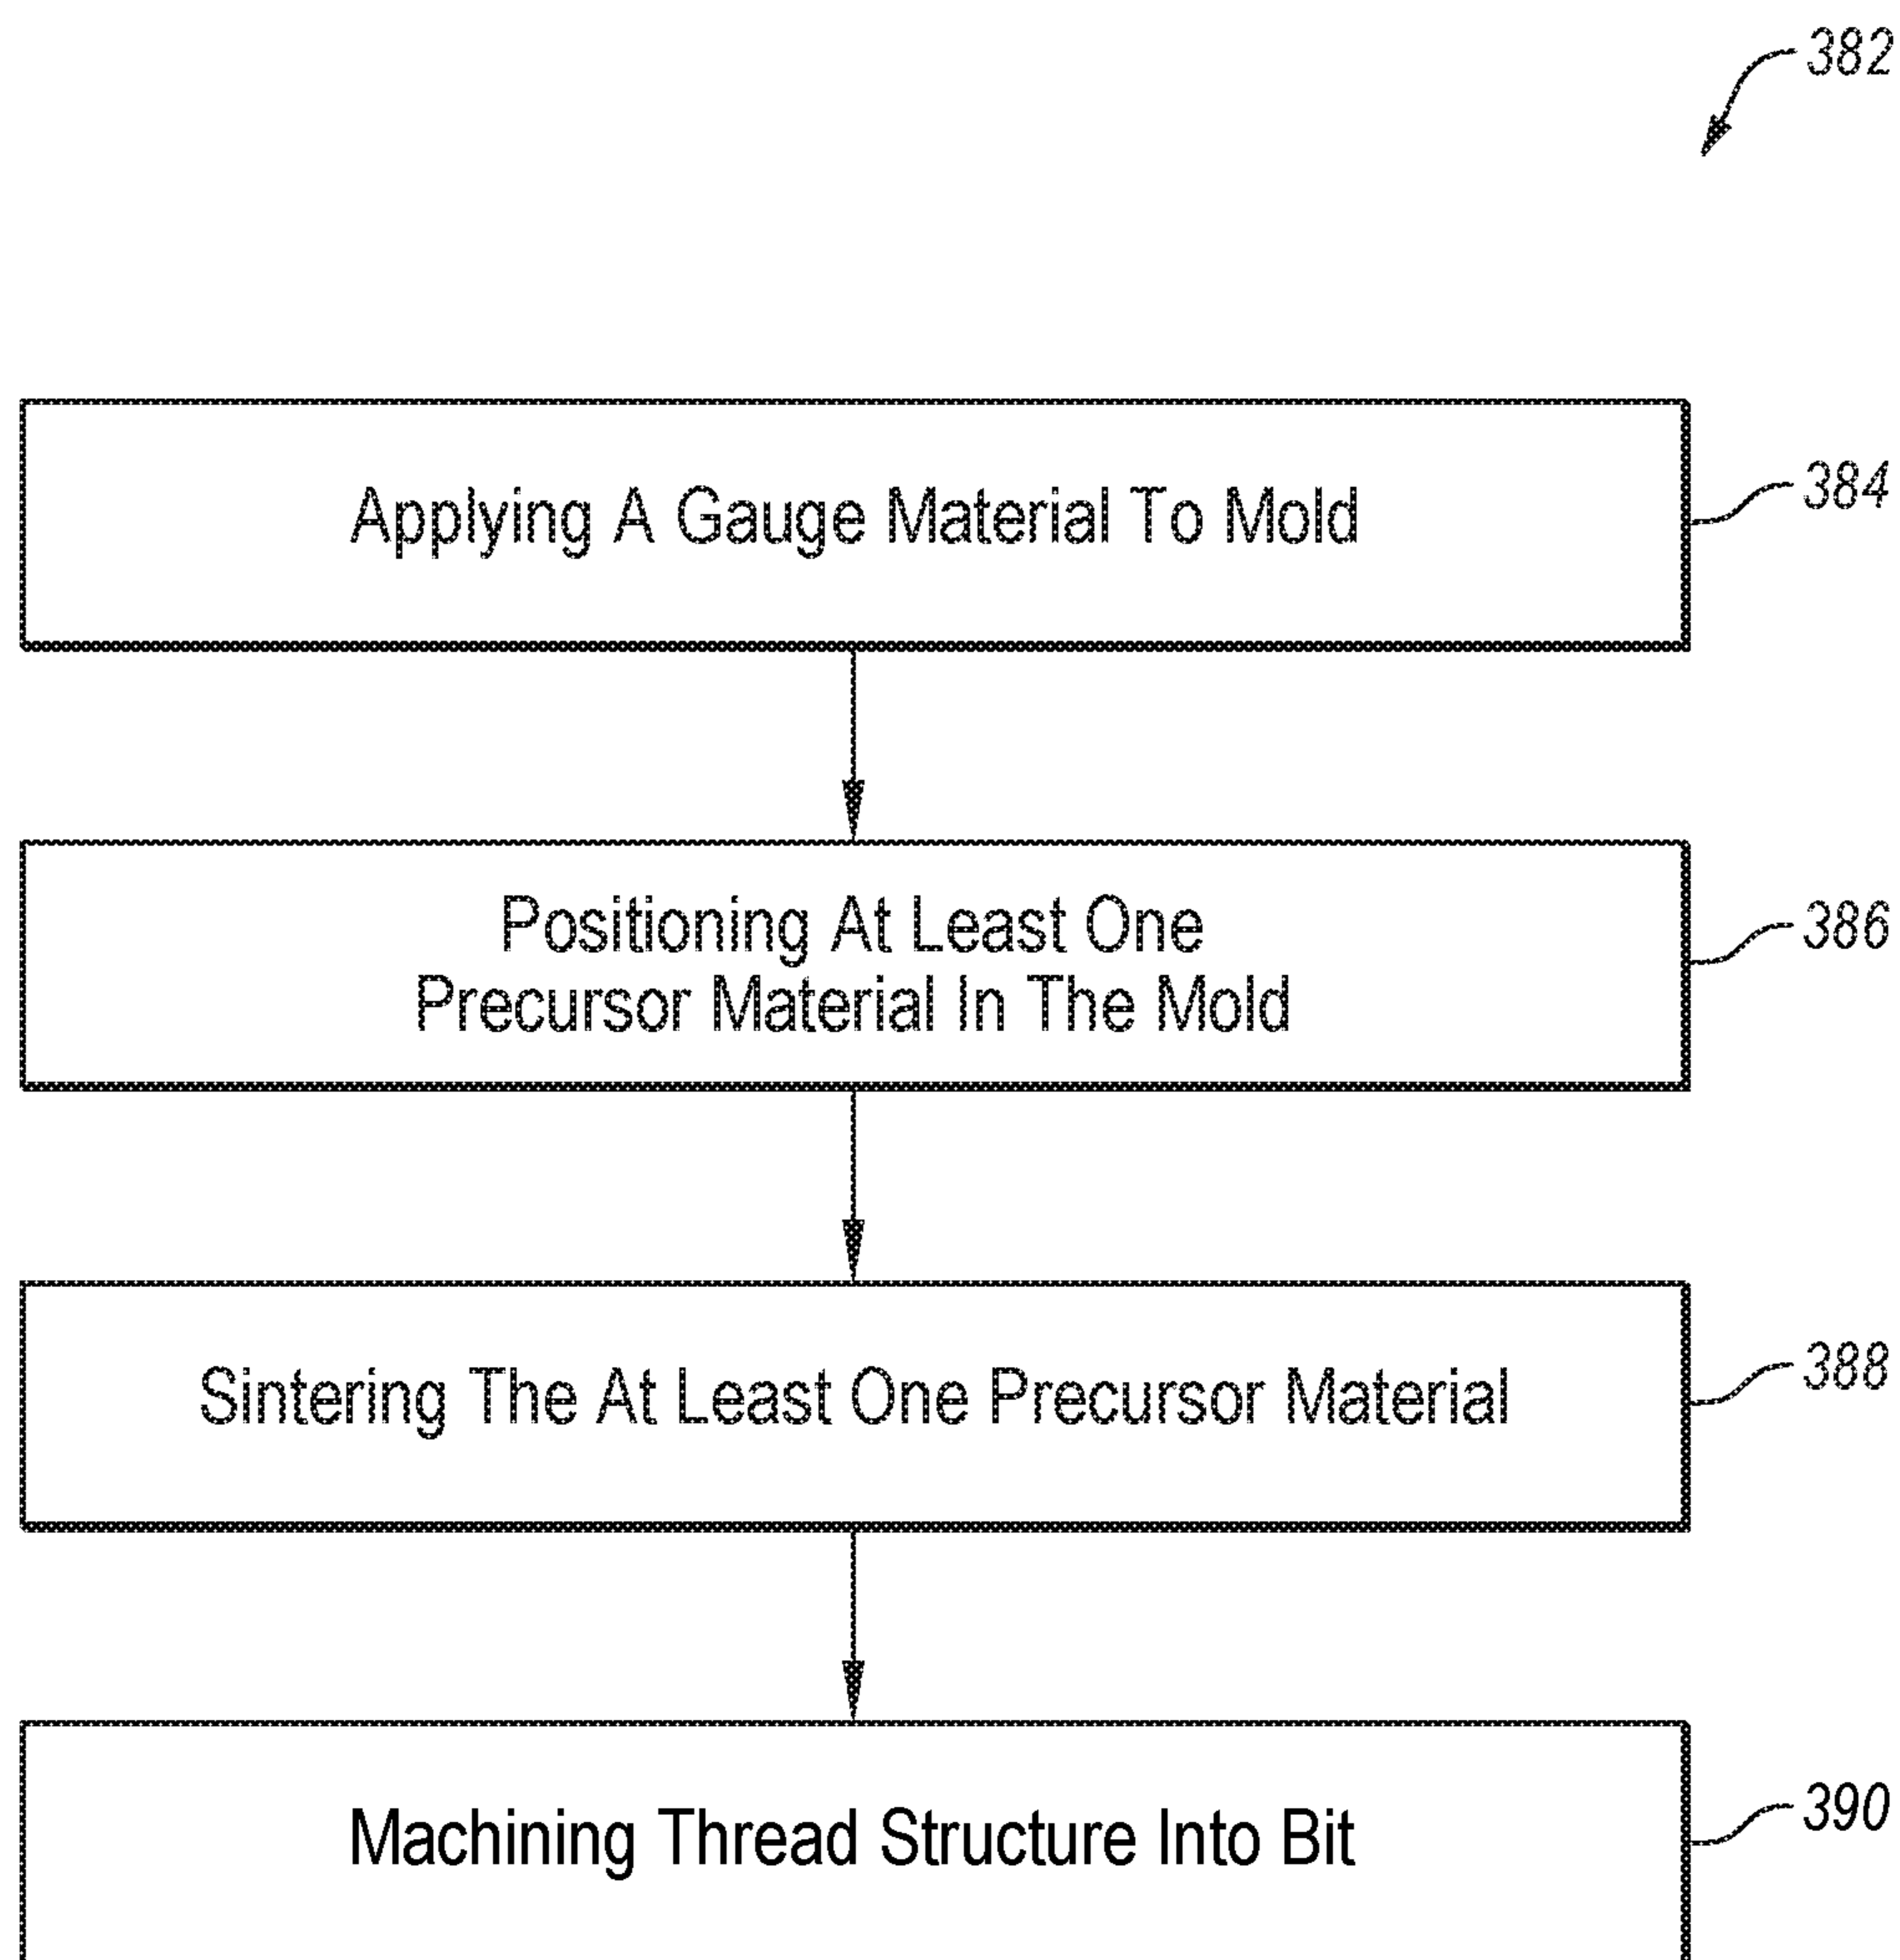 382
Applying A Gauge Material To Mold
384
Positioning At Least One
Precursor Material In The Mold
386
Sintering The At Least One Precursor Material
388
Machining Thread Structure Into Bit
390